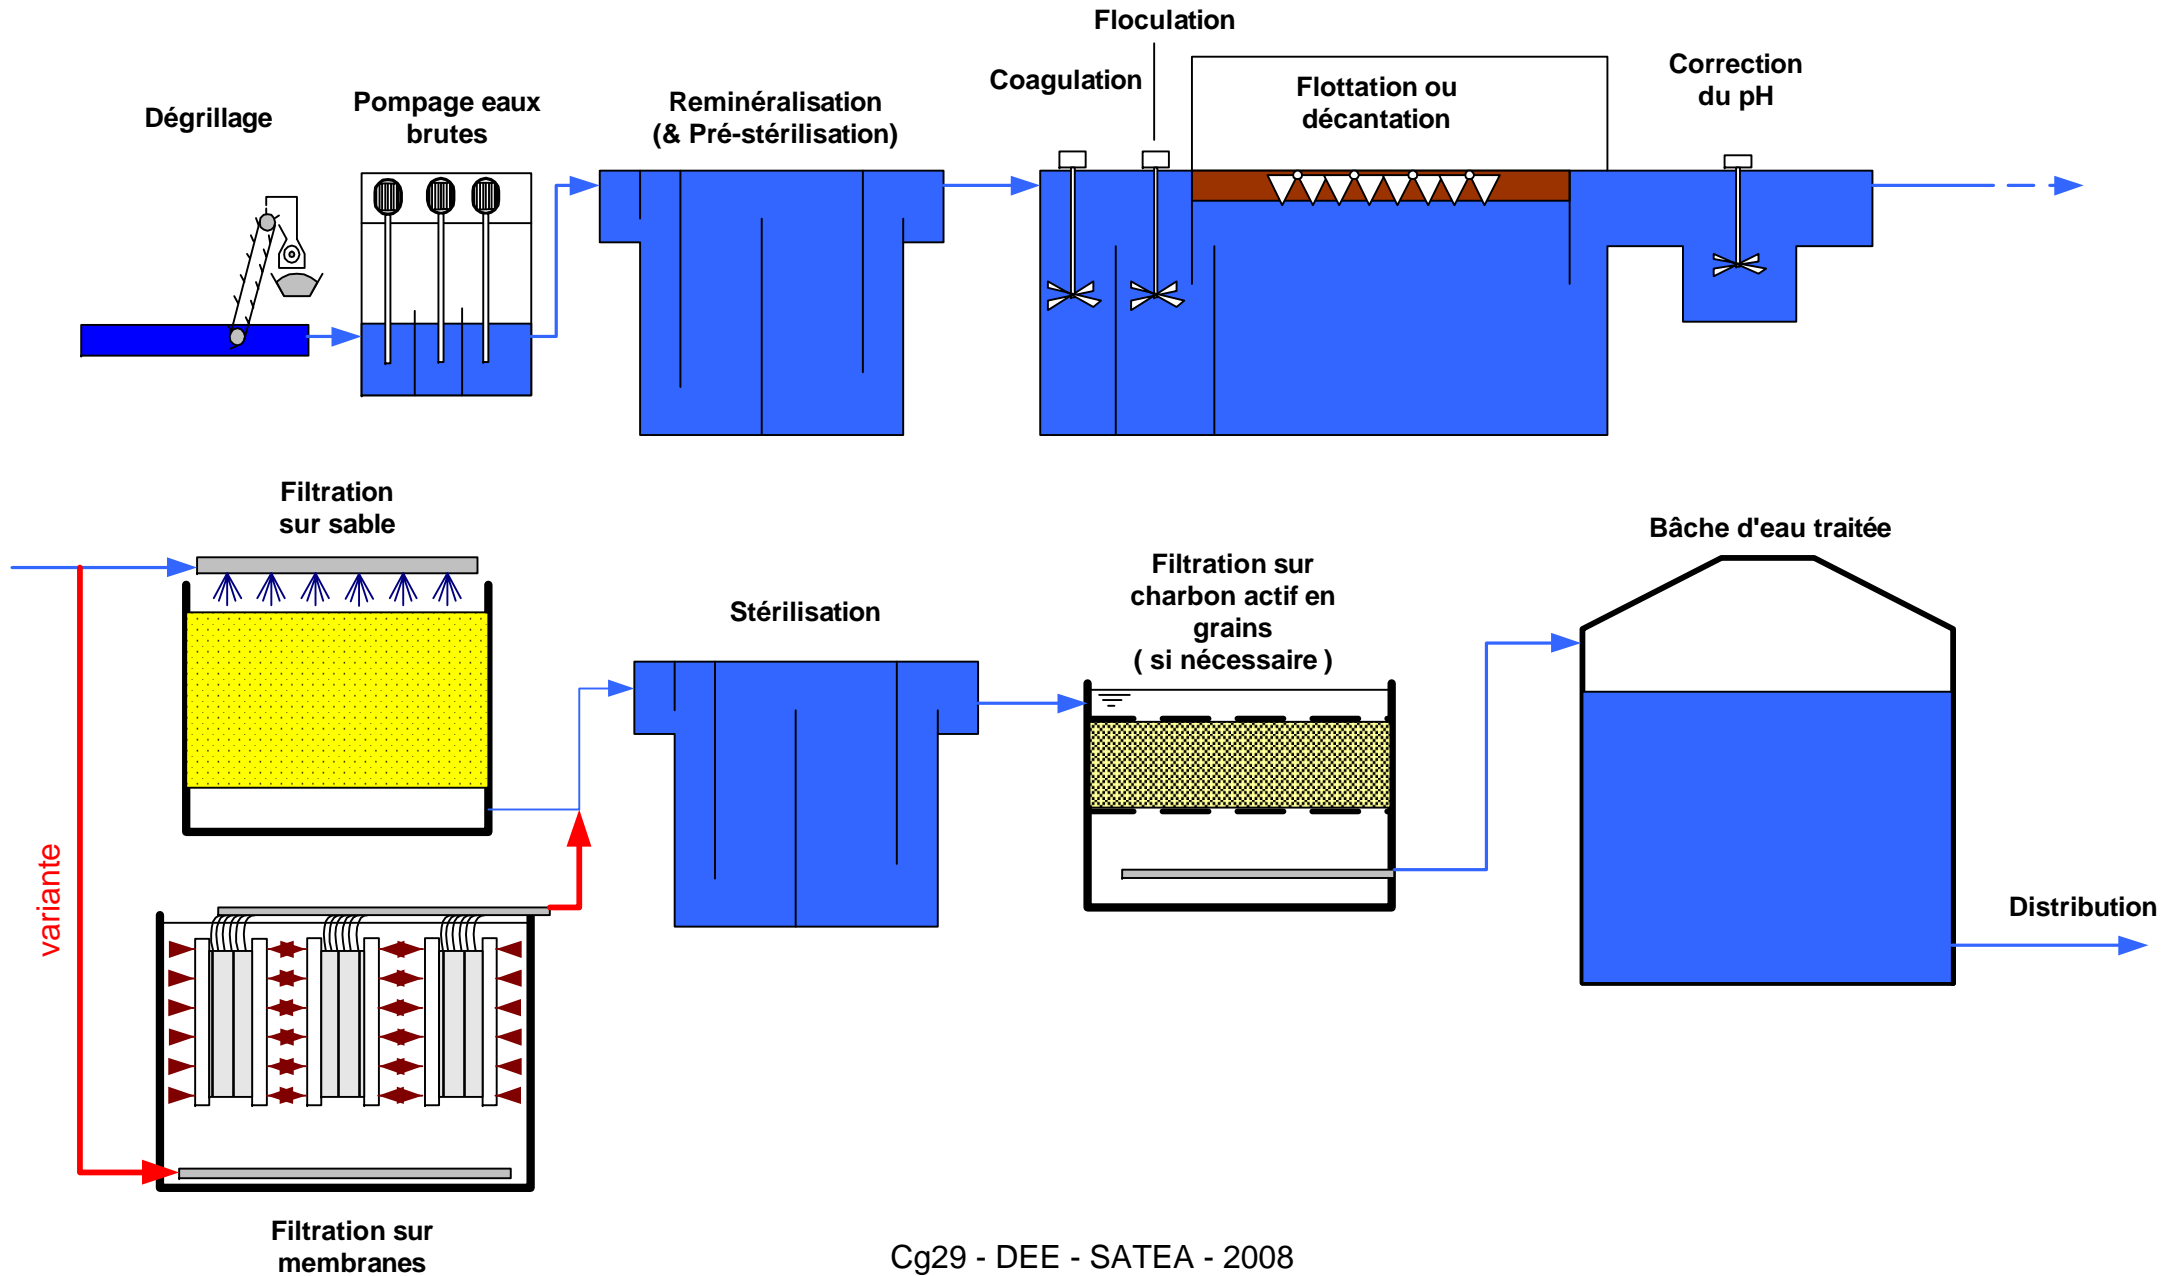 Floculation
Coagulation
Flottation ou
décantation
Correction
du pH
Dégrillage
Pompage eaux
brutes
Reminéralisation
(& Pré-stérilisation)
Filtration
sur sable
Stérilisation
Filtration sur
charbon actif en
grains
( si nécessaire )
Bâche d'eau traitée
variante
Distribution
Filtration sur
membranes
Cg29 - DEE - SATEA - 2008